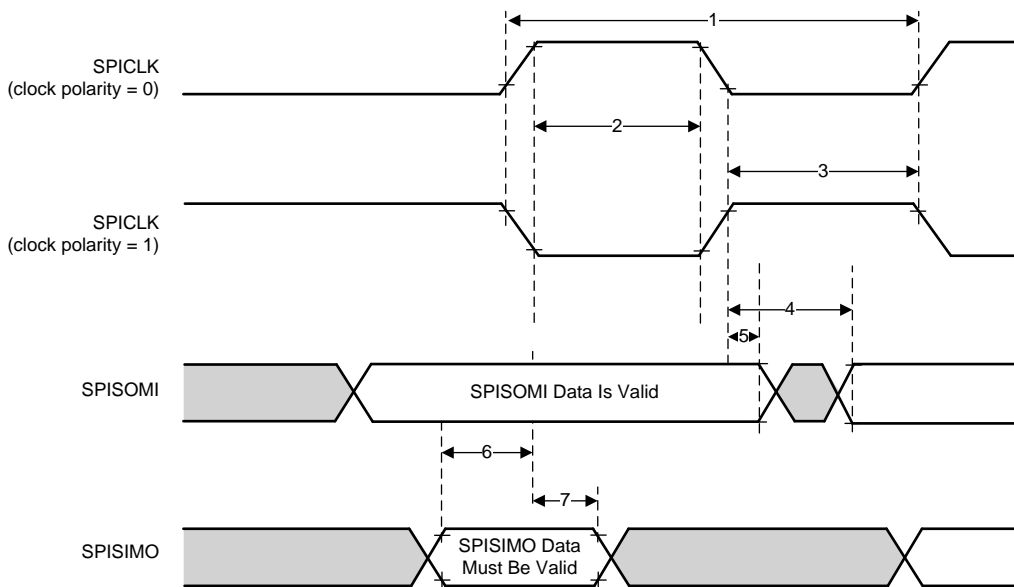 1
SPICLK
(clock polarity = 0)
2
3
SPICLK
(clock polarity = 1)
4
5
SPISOMI
SPISOMI Data Is Valid
6
7
SPISIMO
SPISIMO Data
Must Be Valid